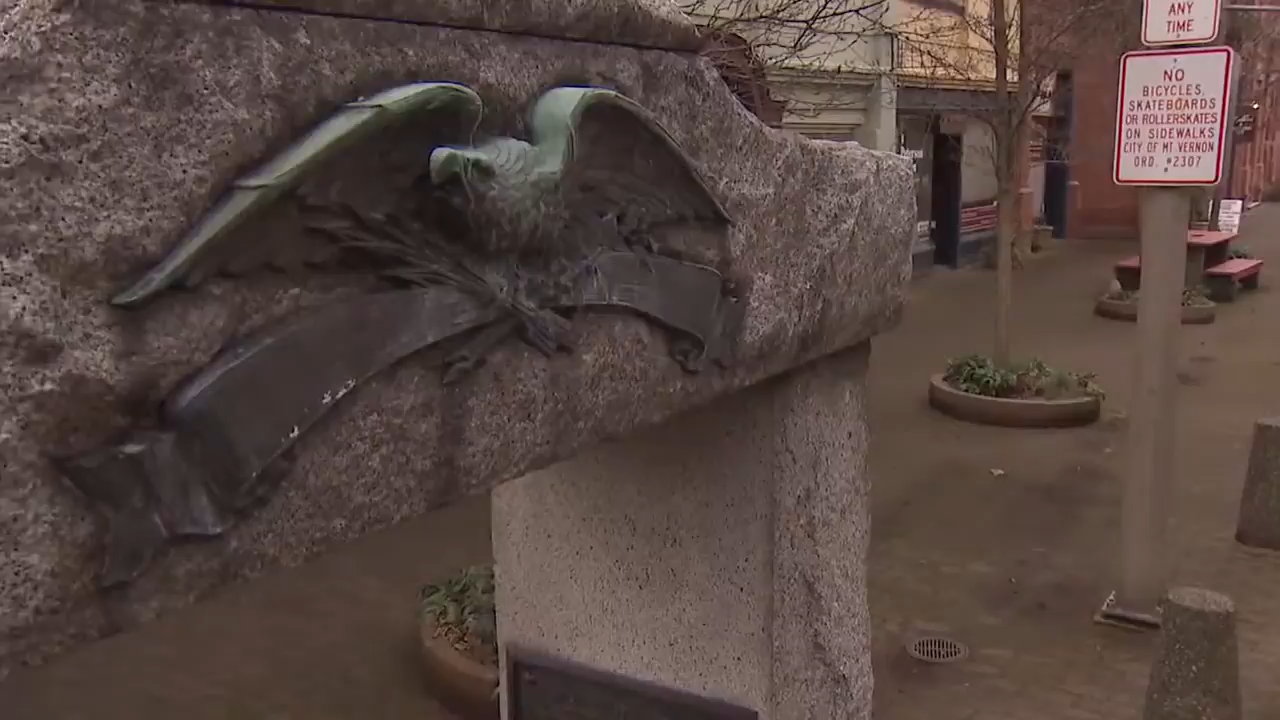 ANY
TIME
NO
BICYCLES,
SKATEBOARDS
OR ROLLERSKATES
ON SIDEWALKS
CITY OF MT VERNON
ORD. #2307